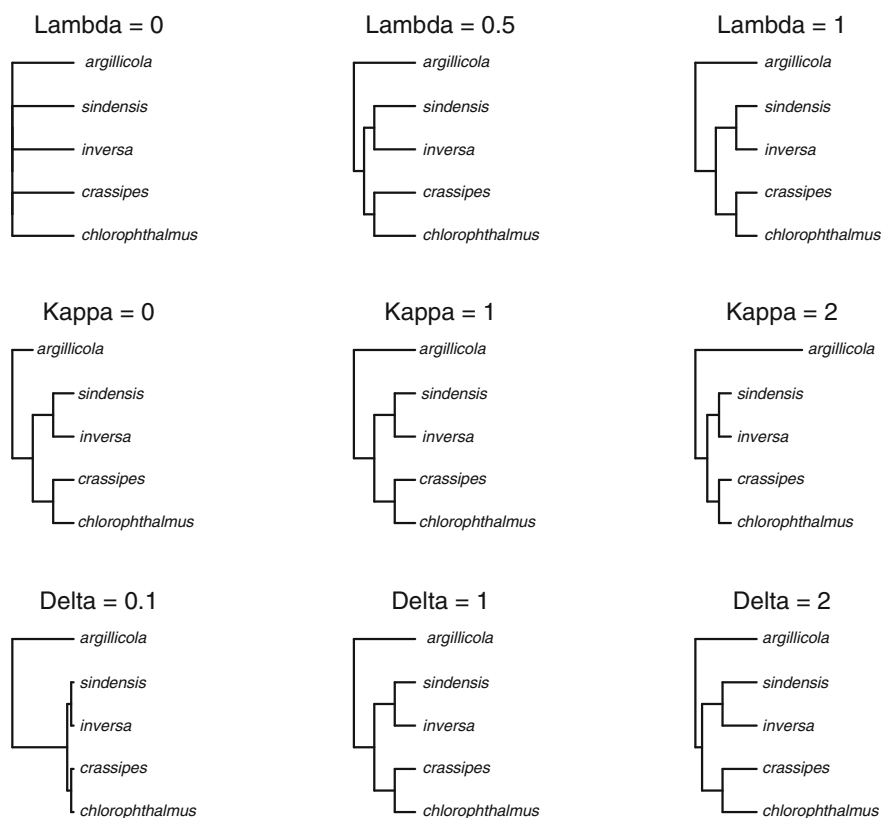 Lambda = 0
argillicola
sindensis
inversa
crassipes
chlorophthalmus
Lambda = 0.5
argillicola
sindensis
inversa
crassipes
chlorophthalmus
Lambda = 1
argillicola
sindensis
inversa
crassipes
chlorophthalmus
Kappa = 0
argillicola
sindensis
inversa
crassipes
chlorophthalmus
Kappa = 1
argillicola
sindensis
inversa
crassipes
chlorophthalmus
Kappa = 2
argillicola
sindensis
inversa
crassipes
chlorophthalmus
Delta = 0.1
argillicola
sindensis
inversa
crassipes
chlorophthalmus
Delta = 1
argillicola
sindensis
inversa
crassipes
chlorophthalmus
Delta = 2
argillicola
sindensis
inversa
crassipes
chlorophthalmus